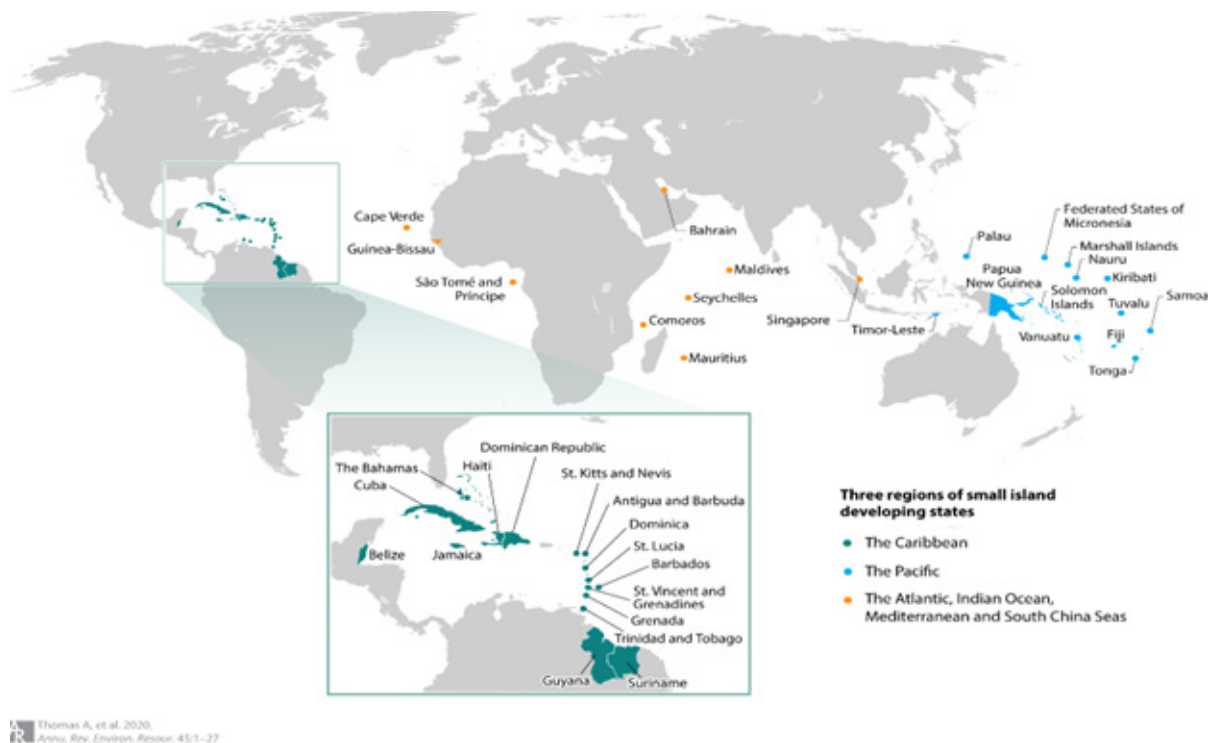 Cape Verde
Guinea-Bissau
São Tomé and
Príncipe
Bahrain
Maldives
Seychelles
Comoros
Mauritius
Singapore
Timor-Leste
Palau
Papua
New Guinea
Federated States of
Micronesia
Marshall Islands
Nauru
Kiribati
Solomon
Islands
Tuvalu
Samoa
Vanuatu
Fiji
Tonga
Dominican Republic
The Bahamas
Haiti
St. Kitts and Nevis
Cuba
Antigua and Barbuda
Dominica
St. Lucia
Belize
Jamaica
Barbados
St. Vincent and
Grenadines
Grenada
Trinidad and Tobago
Guyana
Suriname
Three regions of small island
developing states
The Caribbean
The Pacific
The Atlantic, Indian Ocean,
Mediterranean and South China Seas
AR
Thomas A, et al. 2020.
Annu. Rev. Environ. Resour. 45:1–27